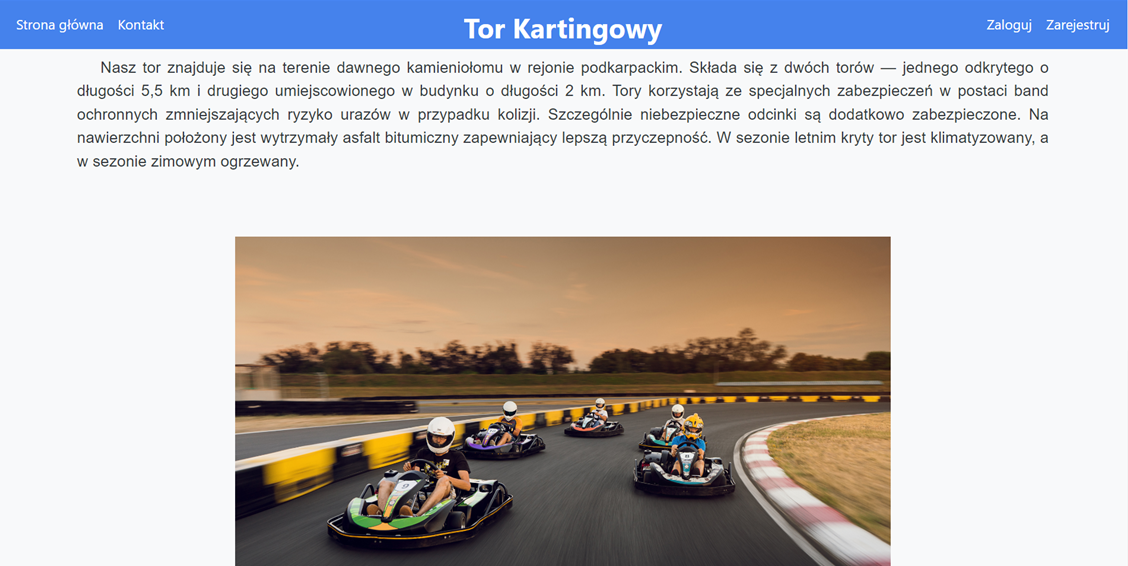 Strona główna Kontakt Tor Kartingowy Zaloguj Zarejestruj
Nasz tor znajduje się na terenie dawnego kamieniołomu w rejonie podkarpackim. Składa się z dwóch torów — jednego odkrytego o
długości 5,5 km i drugiego umiejscowionego w budynku o długości 2 km. Tory korzystają ze specjalnych zabezpieczeń w postaci band
ochronnych zmniejszających ryzyko urazów w przypadku kolizji. Szczególnie niebezpieczne odcinki są dodatkowo zabezpieczone. Na
nawierzchni położony jest wytrzymały asfalt bitumiczny zapewniający lepszą przyczepność. W sezonie letnim kryty tor jest klimatyzowany, a
w sezonie zimowym ogrzewany.